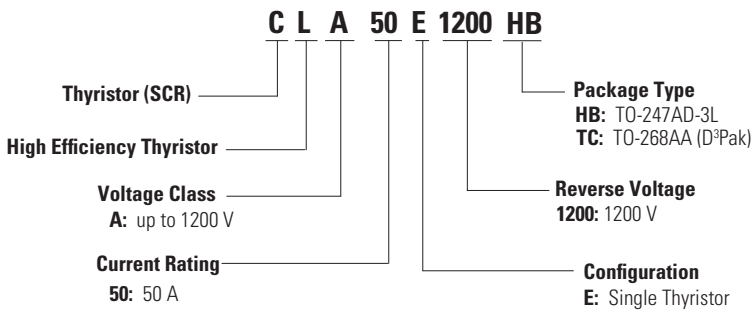 C L A 50 E 1200 HB
Thyristor (SCR)
High Efficiency Thyristor
Voltage Class
A: up to 1200 V
Current Rating
50: 50 A
Package Type
HB: TO-247AD-3L
TC: TO-268AA (D³Pak)
Reverse Voltage
1200: 1200 V
Configuration
E: Single Thyristor